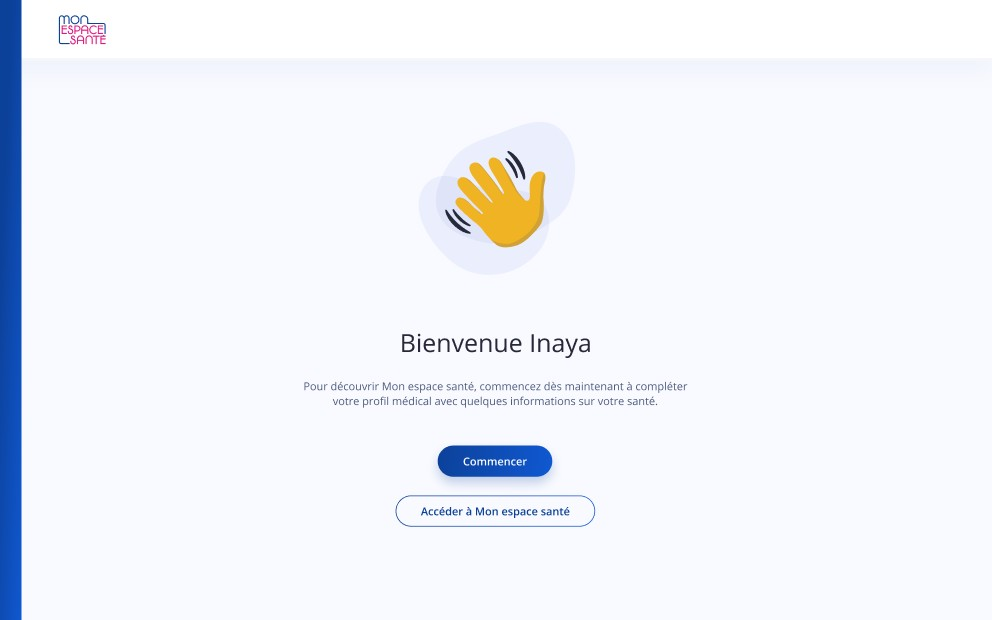 MON
ESPACE
SANTE
Bienvenue Inaya
Pour découvrir Mon espace santé, commencez dès maintenant à compléter
votre profil médical avec quelques informations sur votre santé.
Commencer
Accéder à Mon espace santé